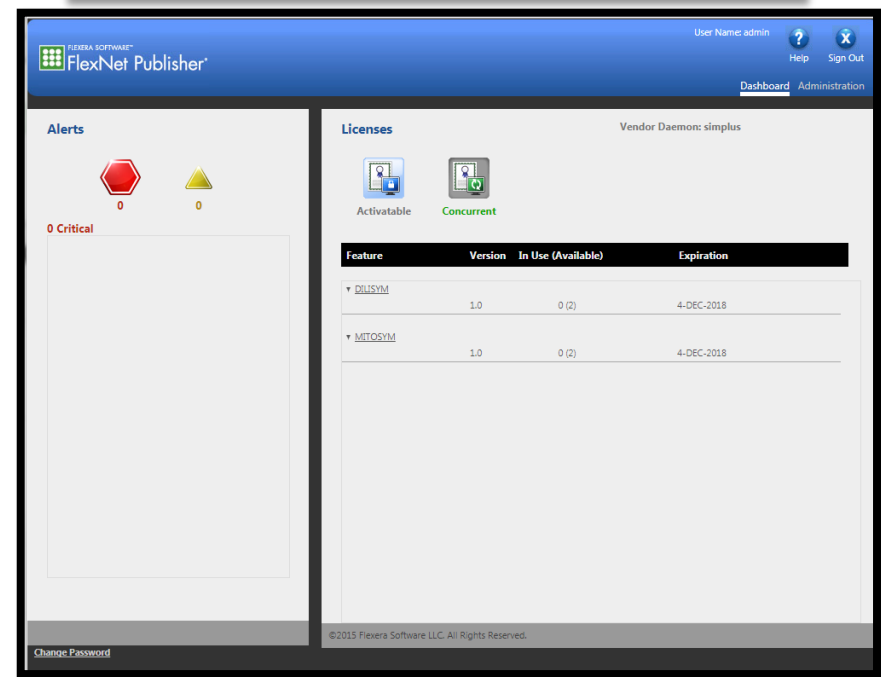 User Name: admin
FLEXERA SOFTWARE™
FlexNet Publisher®
? X
Help Sign Out
Dashboard Administration
Alerts
0 0
0 Critical
Licenses Vendor Daemon: simplus
Activatable Concurrent
Feature Version In Use (Available) Expiration
DILISYM
1.0 0 (2) 4-DEC-2018
MITOSYM
1.0 0 (2) 4-DEC-2018
©2015 Flexera Software LLC. All Rights Reserved.
Change Password